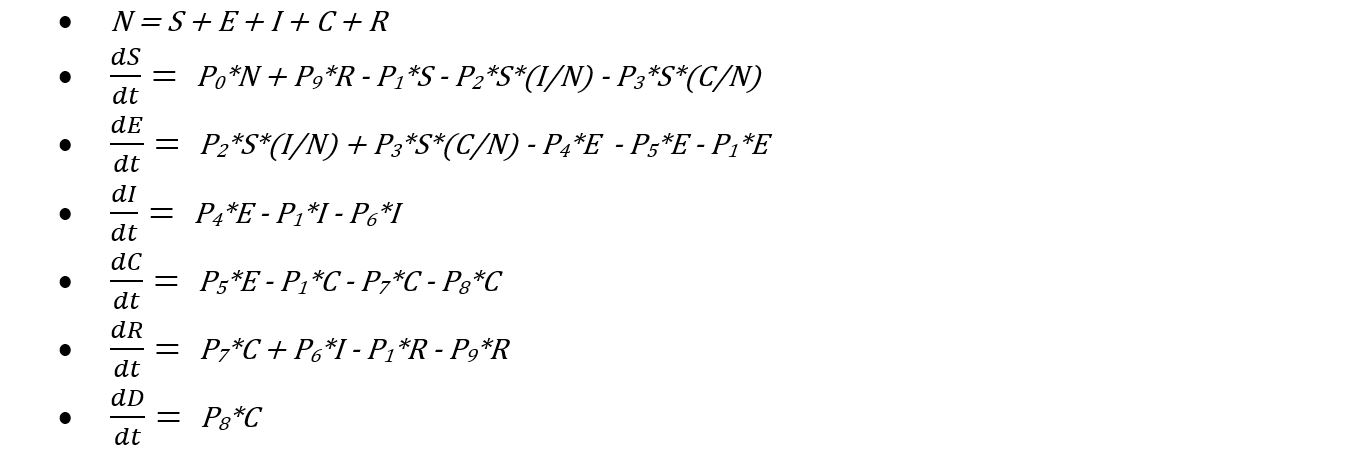 • N = S + E + I + C + R
• dS/dt = P₀*N + P₉*R - P₁*S - P₂*S*(I/N) - P₃*S*(C/N)
• dE/dt = P₂*S*(I/N) + P₃*S*(C/N) - P₄*E - P₅*E - P₁*E
• dI/dt = P₄*E - P₁*I - P₆*I
• dC/dt = P₅*E - P₁*C - P₇*C - P₈*C
• dR/dt = P₇*C + P₆*I - P₁*R - P₉*R
• dD/dt = P₈*C